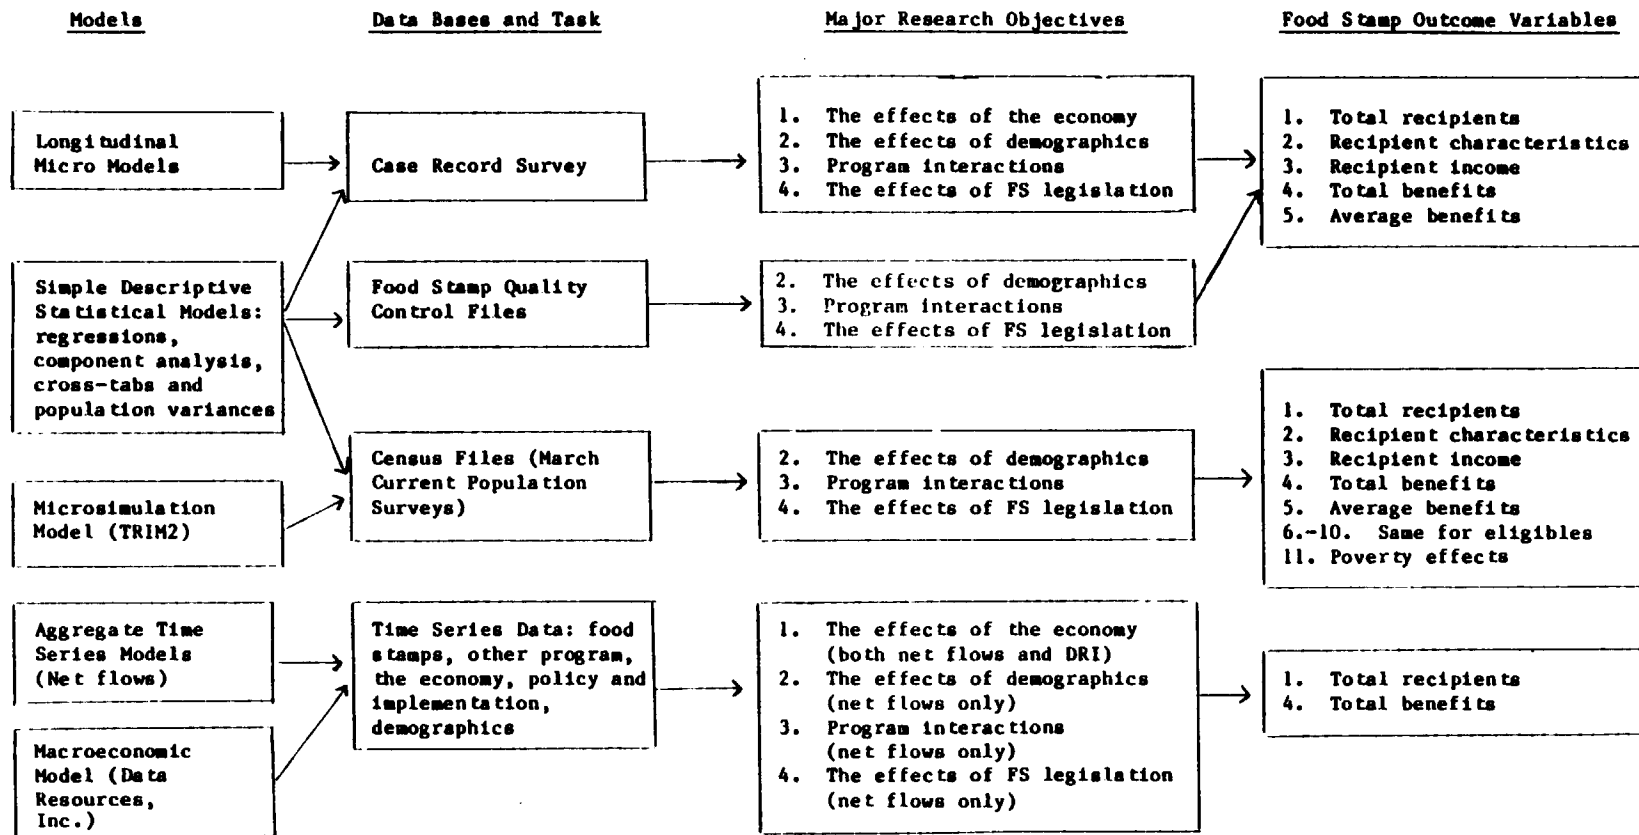 Models
Data Bases and Task
Major Research Objectives
Food Stamp Outcome Variables
Longitudinal
Micro Models
Case Record Survey
1. The effects of the economy
2. The effects of demographics
3. Program interactions
4. The effects of FS legislation
1. Total recipients
2. Recipient characteristics
3. Recipient income
4. Total benefits
5. Average benefits
Simple Descriptive
Statistical Models:
regressions,
component analysis,
cross-tabs and
population variances
Food Stamp Quality
Control Files
2. The effects of demographics
3. Program interactions
4. The effects of FS legislation
Microsimulation
Model (TRIM2)
Census Files (March
Current Population
Surveys)
2. The effects of demographics
3. Program interactions
4. The effects of FS legislation
1. Total recipients
2. Recipient characteristics
3. Recipient income
4. Total benefits
5. Average benefits
6.-10. Same for eligibles
11. Poverty effects
Aggregate Time
Series Models
(Net flows)
Time Series Data: food
stamps, other program,
the economy, policy and
implementation,
demographics
1. The effects of the economy
(both net flows and DRI)
2. The effects of demographics
(net flows only)
3. Program interactions
(net flows only)
4. The effects of FS legislation
(net flows only)
1. Total recipients
4. Total benefits
Macroeconomic
Model (Data
Resources,
Inc.)